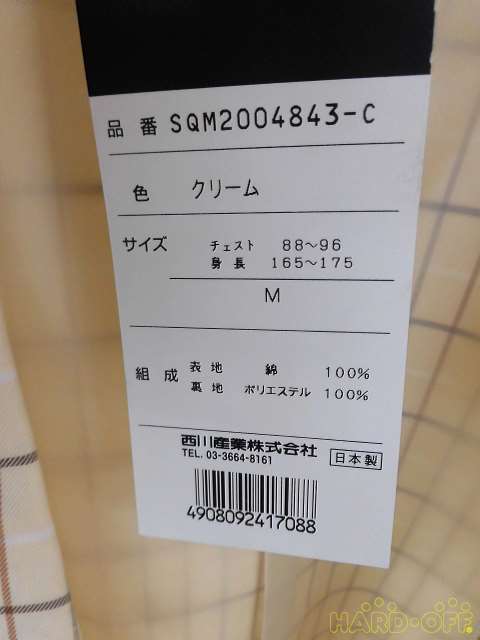 品番 SQM2004843-C
色 クリーム
サイズ チェスト 88～96
身長 165～175
M
組成 表地 綿 100%
裏地 ポリエステル 100%
西川産業株式会社
TEL. 03-3664-8161
日本製
4908092417088
HARD-OFF